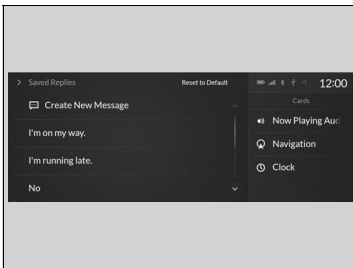 Saved Replies
Reset to Default
12:00
Create New Message
I'm on my way.
I'm running late.
No
Cards
Now Playing Aud
Navigation
Clock